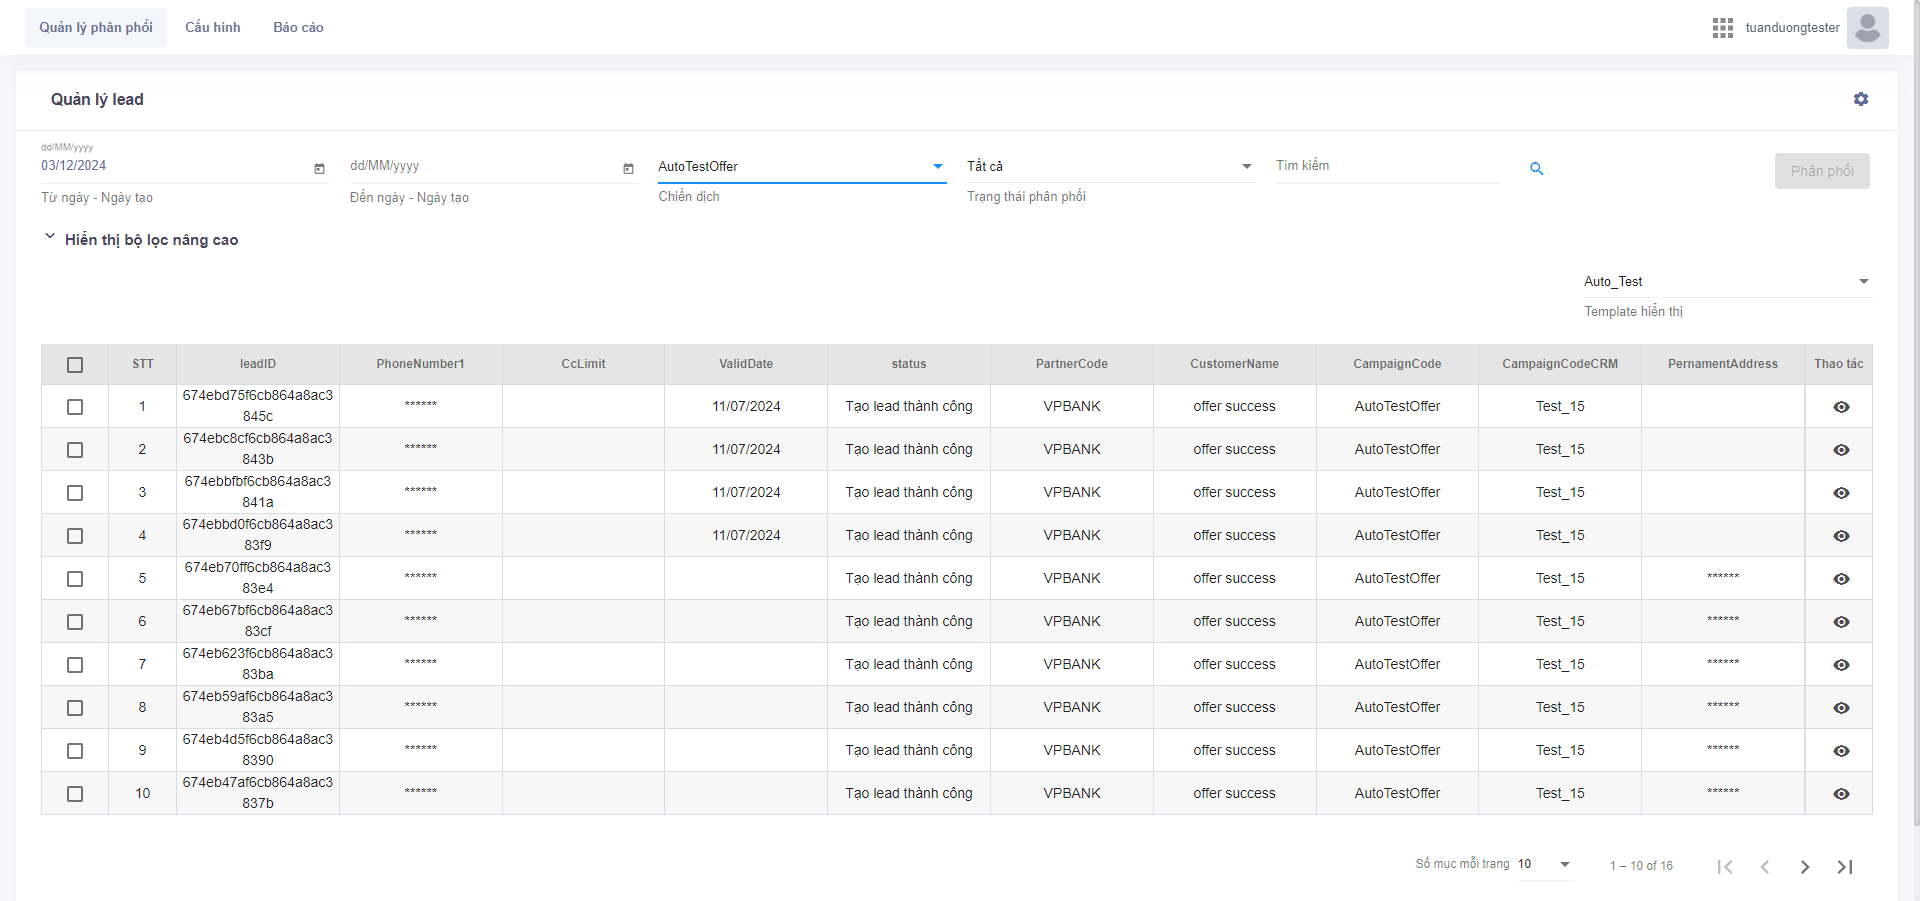 Quản lý phân phối Cấu hình Báo cáo tuanduongtester
Quản lý lead
dd/MM/yyyy
03/12/2024 dd/MM/yyyy AutoTestOffer Tất cả Tìm kiếm Phân phối
Từ ngày - Ngày tạo Đến ngày - Ngày tạo Chiến dịch Trạng thái phân phối
Hiển thị bộ lọc nâng cao
Auto_Test
Template hiển thị
STT leadID PhoneNumber1 CcLimit ValidDate status PartnerCode CustomerName CampaignCode CampaignCodeCRM PernamentAddress Thao tác
1 674ebd75f6cb864a8ac3845c ****** 11/07/2024 Tạo lead thành công VPBANK offer success AutoTestOffer Test_15
2 674ebc8cf6cb864a8ac3843b ****** 11/07/2024 Tạo lead thành công VPBANK offer success AutoTestOffer Test_15
3 674ebbfbf6cb864a8ac3841a ****** 11/07/2024 Tạo lead thành công VPBANK offer success AutoTestOffer Test_15
4 674ebbd0f6cb864a8ac383f9 ****** 11/07/2024 Tạo lead thành công VPBANK offer success AutoTestOffer Test_15
5 674eb70ff6cb864a8ac383e4 ****** Tạo lead thành công VPBANK offer success AutoTestOffer Test_15 ******
6 674eb67bf6cb864a8ac383cf ****** Tạo lead thành công VPBANK offer success AutoTestOffer Test_15 ******
7 674eb623f6cb864a8ac383ba ****** Tạo lead thành công VPBANK offer success AutoTestOffer Test_15 ******
8 674eb59af6cb864a8ac383a5 ****** Tạo lead thành công VPBANK offer success AutoTestOffer Test_15 ******
9 674eb4d5f6cb864a8ac38390 ****** Tạo lead thành công VPBANK offer success AutoTestOffer Test_15 ******
10 674eb47af6cb864a8ac3837b ****** Tạo lead thành công VPBANK offer success AutoTestOffer Test_15 ******
Số mục mỗi trang 10 1 – 10 of 16